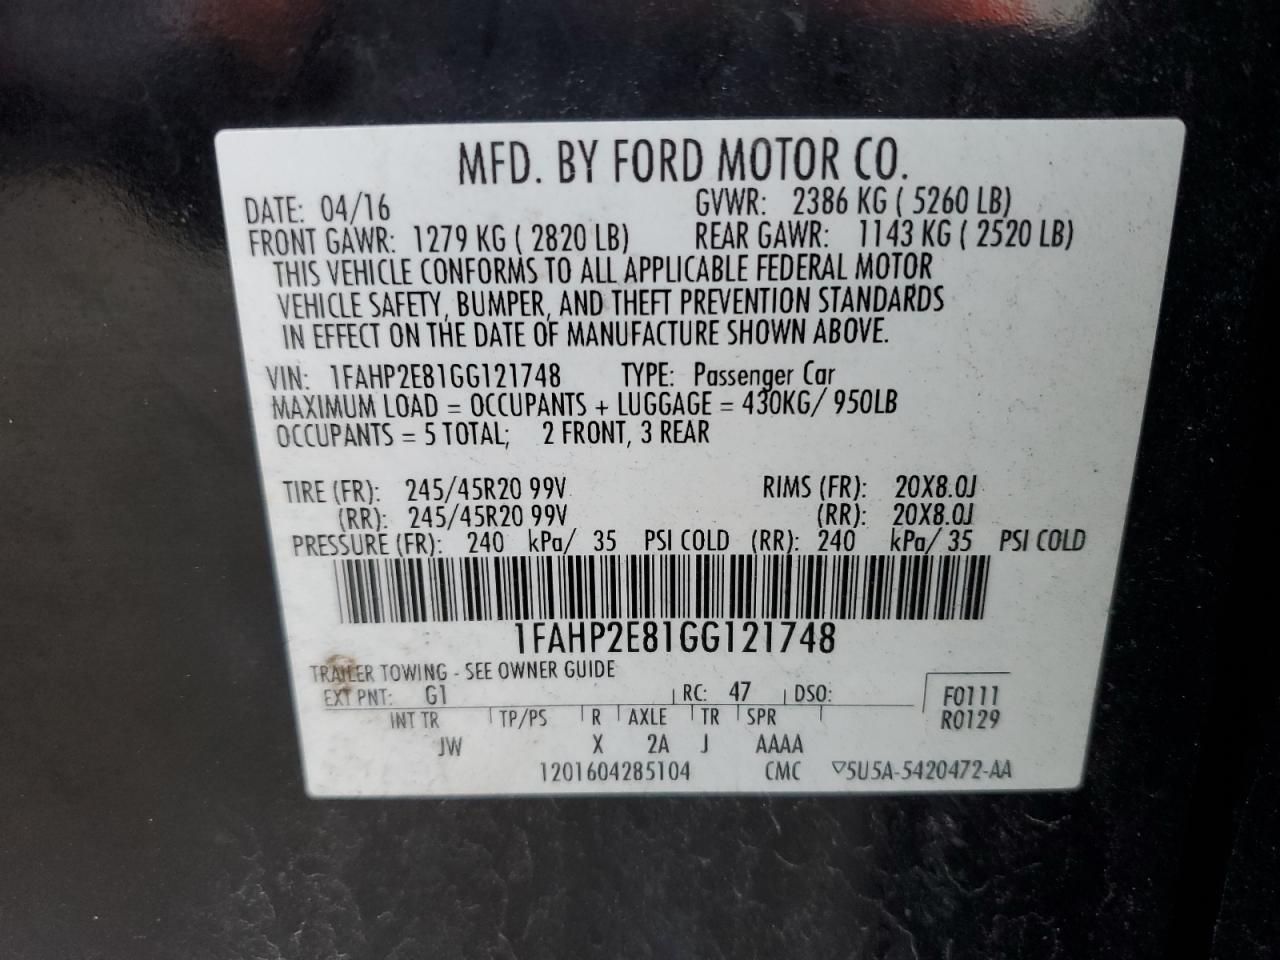 MFD. BY FORD MOTOR CO.
DATE: 04/16 GVWR: 2386 KG ( 5260 LB)
FRONT GAWR: 1279 KG ( 2820 LB) REAR GAWR: 1143 KG ( 2520 LB)
THIS VEHICLE CONFORMS TO ALL APPLICABLE FEDERAL MOTOR
VEHICLE SAFETY, BUMPER, AND THEFT PREVENTION STANDARDS
IN EFFECT ON THE DATE OF MANUFACTURE SHOWN ABOVE.
VIN: 1FAHP2E81GG121748 TYPE: Passenger Car
MAXIMUM LOAD = OCCUPANTS + LUGGAGE = 430KG/ 950LB
OCCUPANTS = 5 TOTAL; 2 FRONT, 3 REAR
TIRE (FR): 245/45R20 99V RIMS (FR): 20X8.0J
(RR): 245/45R20 99V (RR): 20X8.0J
PRESSURE (FR): 240 kPa/ 35 PSI COLD (RR): 240 kPa/ 35 PSI COLD
1FAHP2E81GG121748
TRAILER TOWING - SEE OWNER GUIDE
EXT PNT: G1 RC: 47 DSO: F0111
INT TR TP/PS R AXLE TR SPR R0129
JW X 2A J AAAA
1201604285104 CMC ▽5U5A-5420472-AA